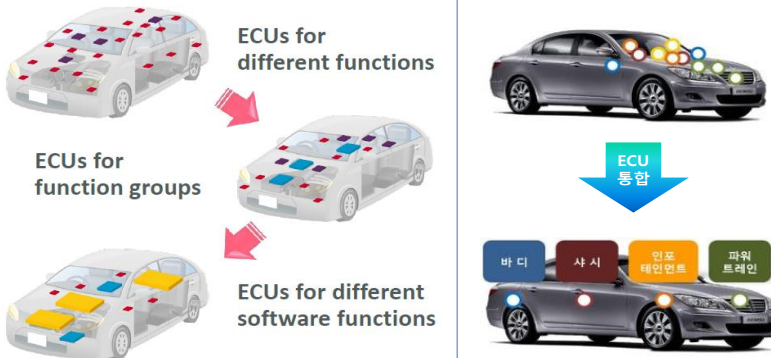 ECUs for
different functions
ECUs for
function groups
ECUs for different
software functions
ECU
통합
바 디
샤 시
인포
테인먼트
파워
트레인